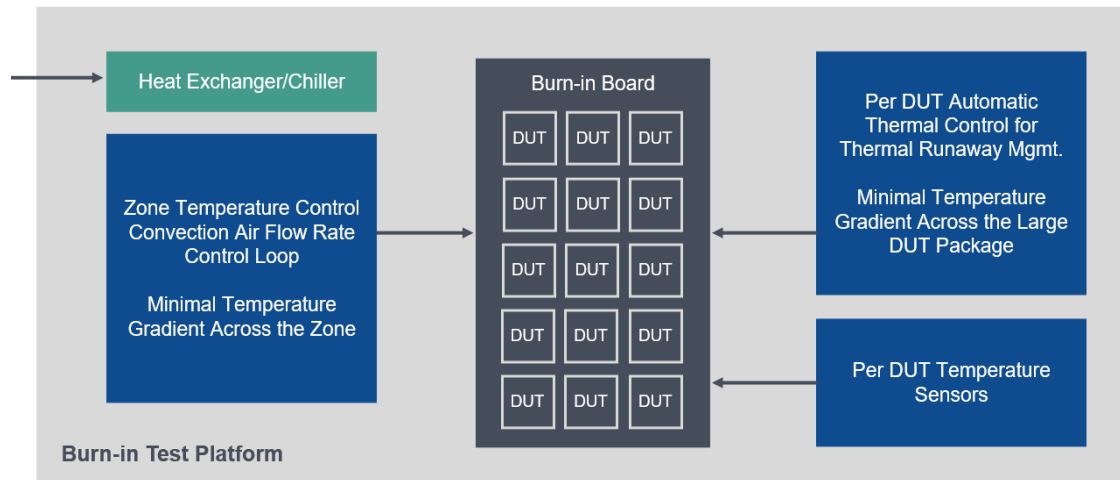 Heat Exchanger/Chiller
Zone Temperature Control
Convection Air Flow Rate
Control Loop
Minimal Temperature
Gradient Across the Zone
Burn-in Board
DUT DUT DUT
DUT DUT DUT
DUT DUT DUT
DUT DUT DUT
DUT DUT DUT
Per DUT Automatic
Thermal Control for
Thermal Runaway Mgmt.
Minimal Temperature
Gradient Across the Large
DUT Package
Per DUT Temperature
Sensors
Burn-in Test Platform